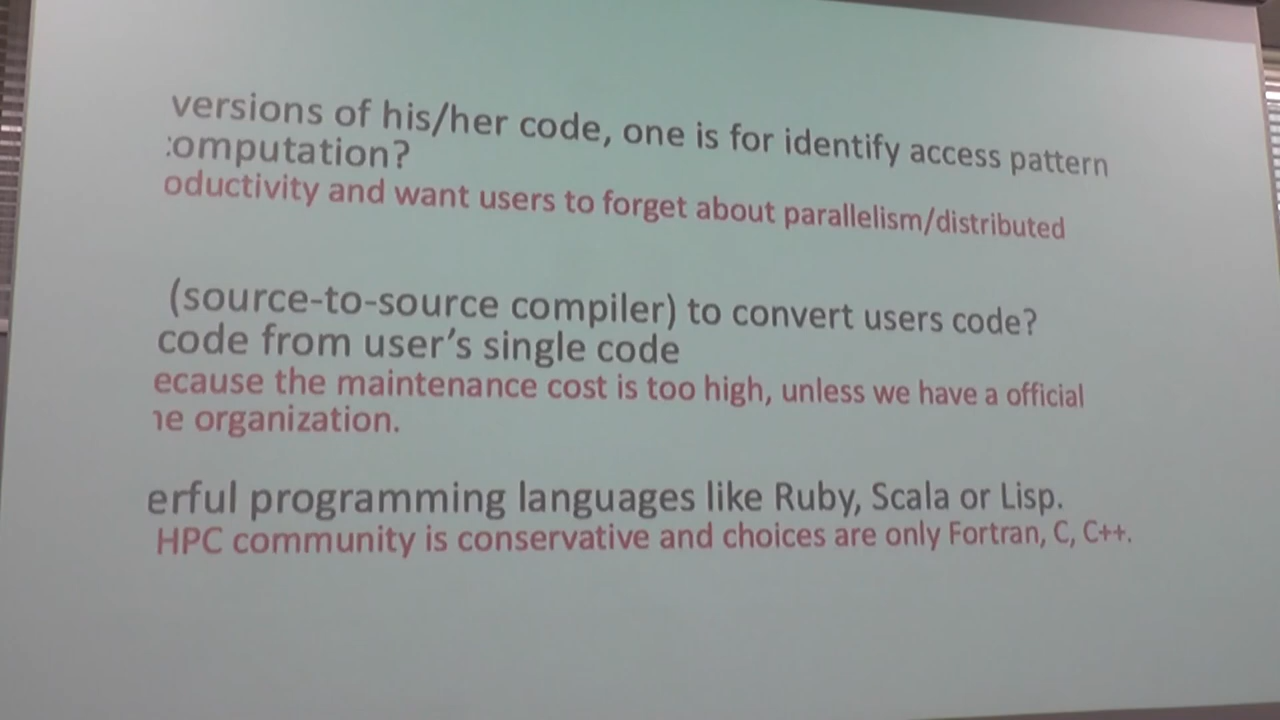 versions of his/her code, one is for identify access pattern
omputation?
oductivity and want users to forget about parallelism/distributed
(source-to-source compiler) to convert users code?
code from user's single code
ecause the maintenance cost is too high, unless we have a official
e organization.
erful programming languages like Ruby, Scala or Lisp.
HPC community is conservative and choices are only Fortran, C, C++.